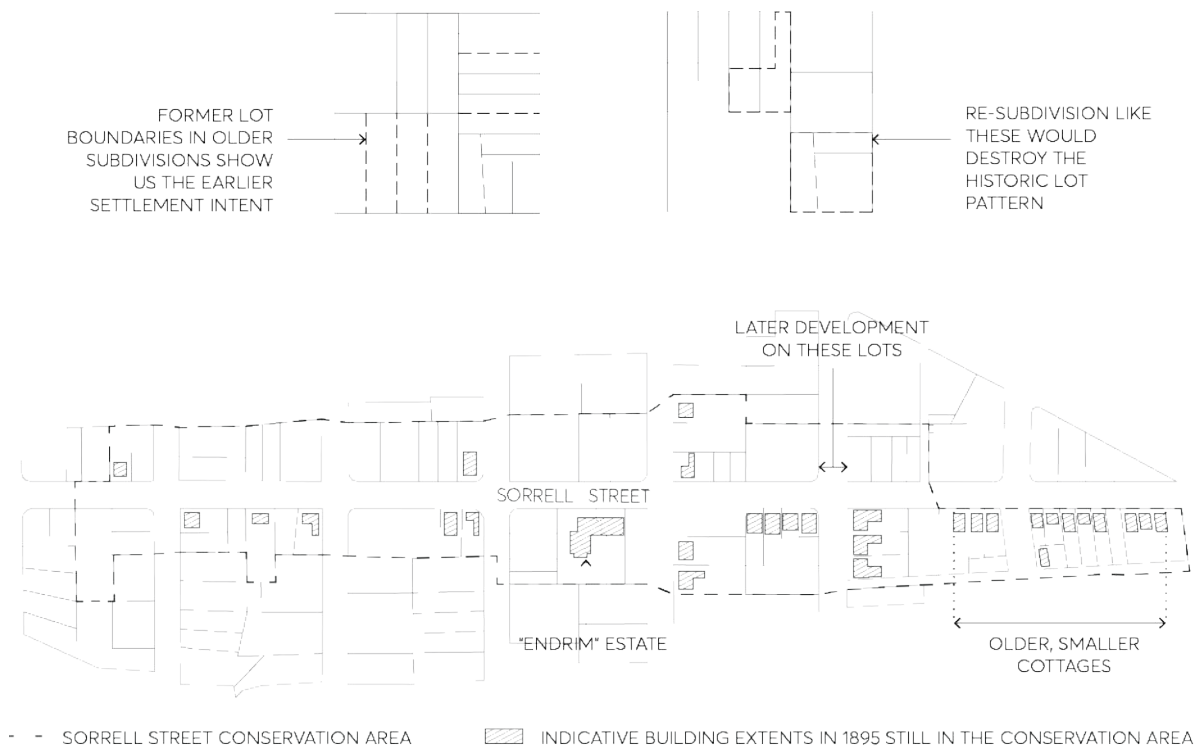 FORMER LOT
BOUNDARIES IN OLDER
SUBDIVISIONS SHOW
US THE EARLIER
SETTLEMENT INTENT
RE-SUBDIVISION LIKE
THESE WOULD
DESTROY THE
HISTORIC LOT
PATTERN
LATER DEVELOPMENT
ON THESE LOTS
SORRELL STREET
"ENDRIM" ESTATE
OLDER, SMALLER
COTTAGES
SORRELL STREET CONSERVATION AREA
INDICATIVE BUILDING EXTENTS IN 1895 STILL IN THE CONSERVATION AREA